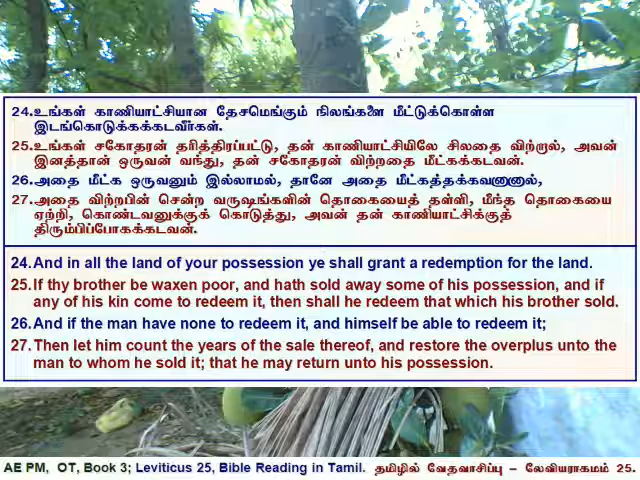 24.உங்கள் காணியாட்சியான தேசமெங்கும் நிலங்களை மீட்டுக்கொள்ள
இடங்கொடுக்கக்கடவீர்கள்.
25.உங்கள் சகோதரன் தரித்திரப்பட்டு, தன் காணியாட்சியிலே சிலதை விற்றால், அவன்
இனத்தான் ஒருவன் வந்து, தன் சகோதரன் விற்றதை மீட்கக்கடவன்.
26.அதை மீட்க ஒருவனும் இல்லாமல், தானே அதை மீட்கத்தக்கவனானால்,
27.அதை விற்றபின் சென்ற வருஷங்களின் தொகையைத் தள்ளி, மீந்த தொகையை
ஏற்றி, கொண்டவனுக்குக் கொடுத்து, அவன் தன் காணியாட்சிக்குத்
திரும்பிப்போகக்கடவன்.
24.And in all the land of your possession ye shall grant a redemption for the land.
25.If thy brother be waxen poor, and hath sold away some of his possession, and if
any of his kin come to redeem it, then shall he redeem that which his brother sold.
26.And if the man have none to redeem it, and himself be able to redeem it;
27.Then let him count the years of the sale thereof, and restore the overplus unto the
man to whom he sold it; that he may return unto his possession.
AE PM, OT, Book 3; Leviticus 25, Bible Reading in Tamil. தமிழில் வேதவாசிப்பு – லேவியராகமம் 25.